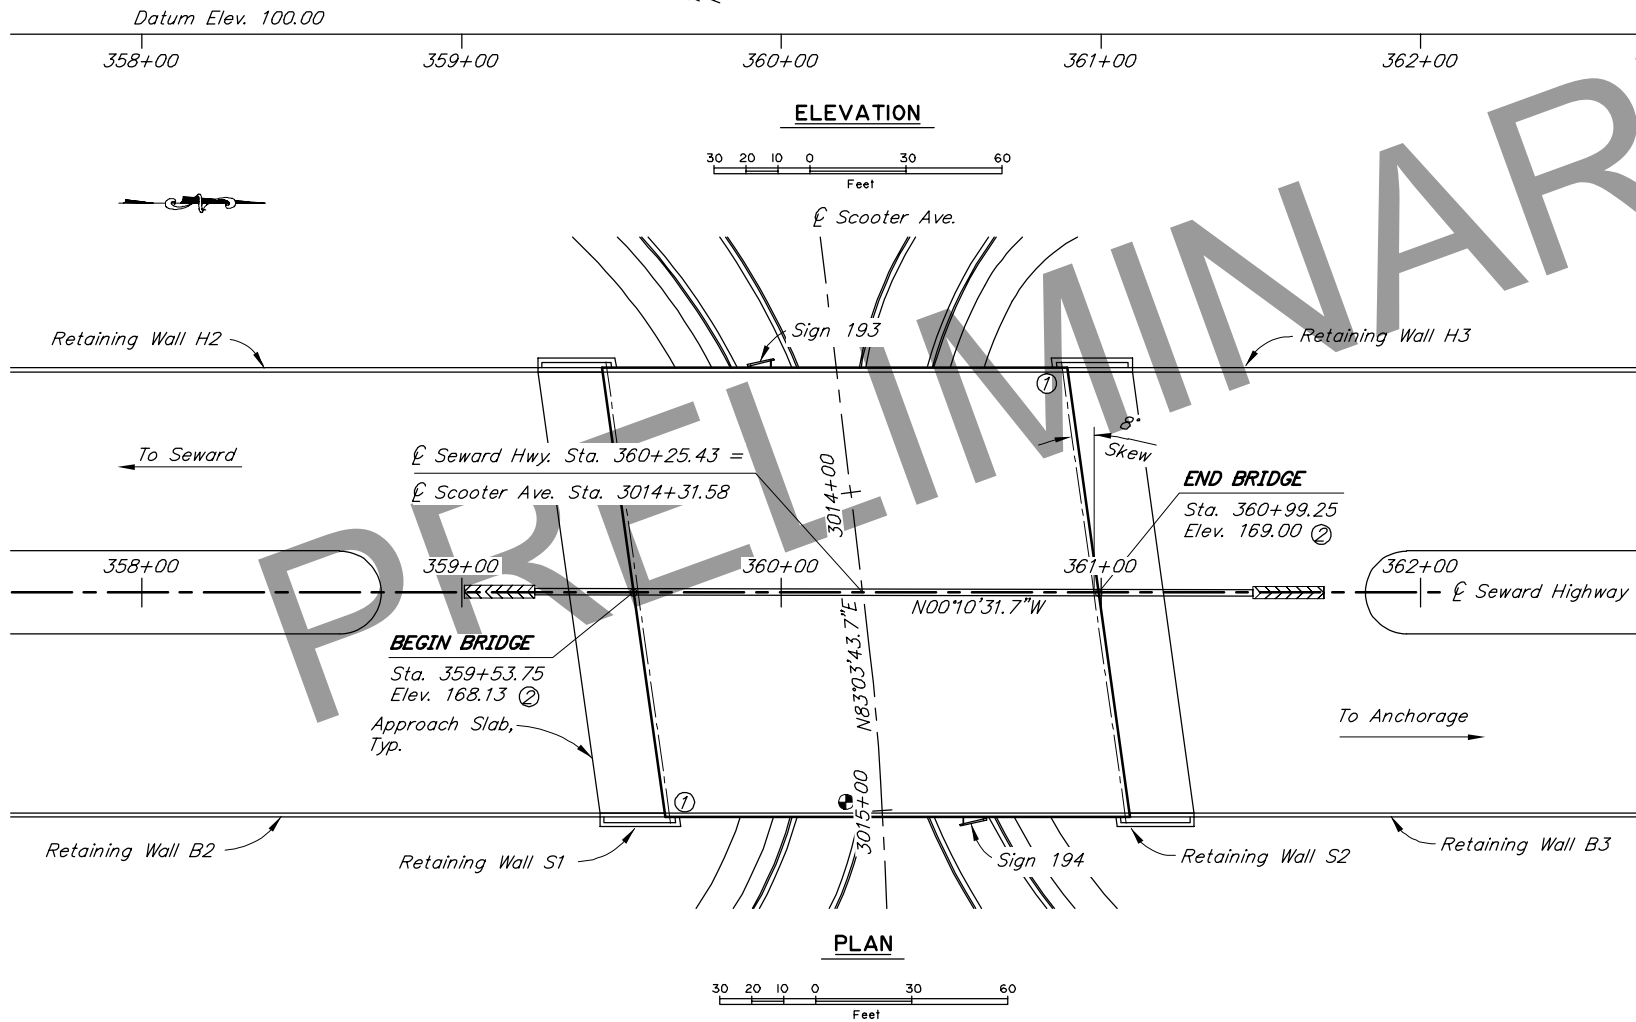 Datum Elev. 100.00
358+00 359+00 360+00 361+00 362+00
ELEVATION
30 20 10 0 30 60
Feet
℄ Scooter Ave.
PRELIMINAR
Sign 193
Retaining Wall H2
Retaining Wall H3
1
8°
Skew
To Seward
℄ Seward Hwy. Sta. 360+25.43 =
℄ Scooter Ave. Sta. 3014+31.58
3014+00
END BRIDGE
Sta. 360+99.25
Elev. 169.00 2
358+00 359+00 360+00 361+00 362+00
℄ Seward Highway
N00°10'31.7"W
N83°03'43.7"E
BEGIN BRIDGE
Sta. 359+53.75
Elev. 168.13 2
Approach Slab,
Typ.
To Anchorage
1
3015+00
Retaining Wall B2
Retaining Wall S1
Sign 194
Retaining Wall S2
Retaining Wall B3
PLAN
30 20 10 0 30 60
Feet